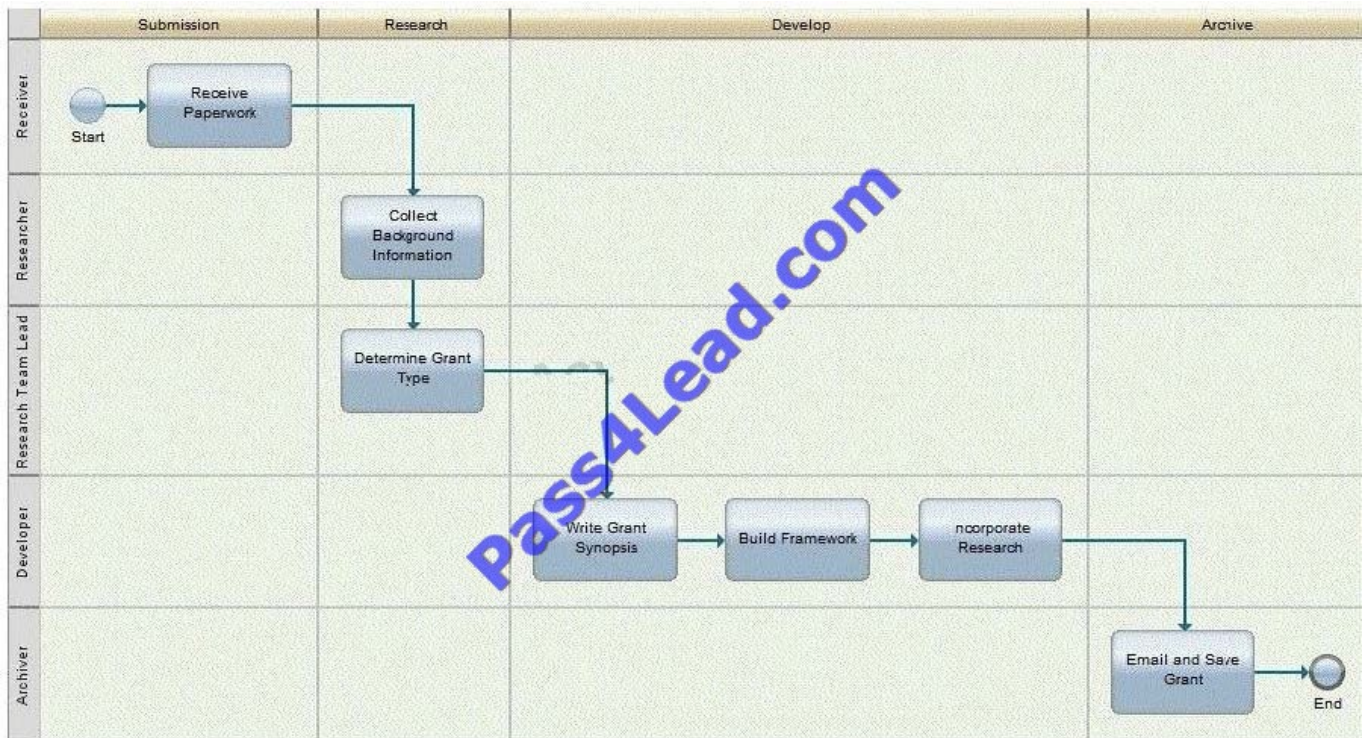 Submission
Research
Develop
Archive
Receiver
Start
Receive
Paperwork
Researcher
Collect
Background
Information
Research Team Lead
Determine Grant
Type
Developer
Write Grant
Synopsis
Build Framework
ncorporate
Research
Archiver
Email and Save
Grant
End
Pass4Lead.com